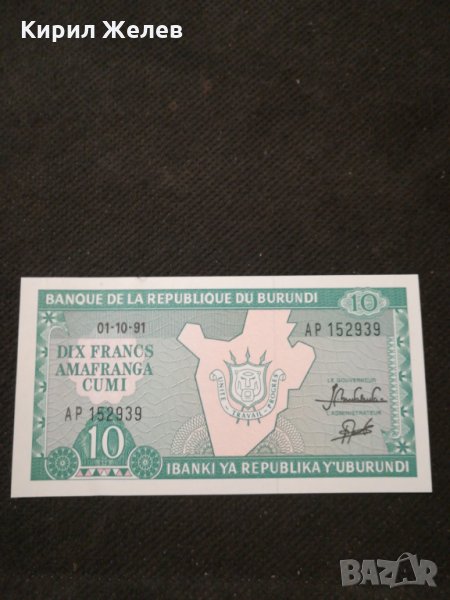 Кирил Желев
BANQUE DE LA REPUBLIQUE DU BURUNDI
10
01-10-91
AP 152939
DIX FRANCS
AMAFRANGA
CUMI
UNITE TRAVAIL PROGRES
LE GOUVERNEUR
L'ADMINISTRATEUR
AP 152939
10
IBANKI YA REPUBLIKA Y'UBURUNDI
BAZAR